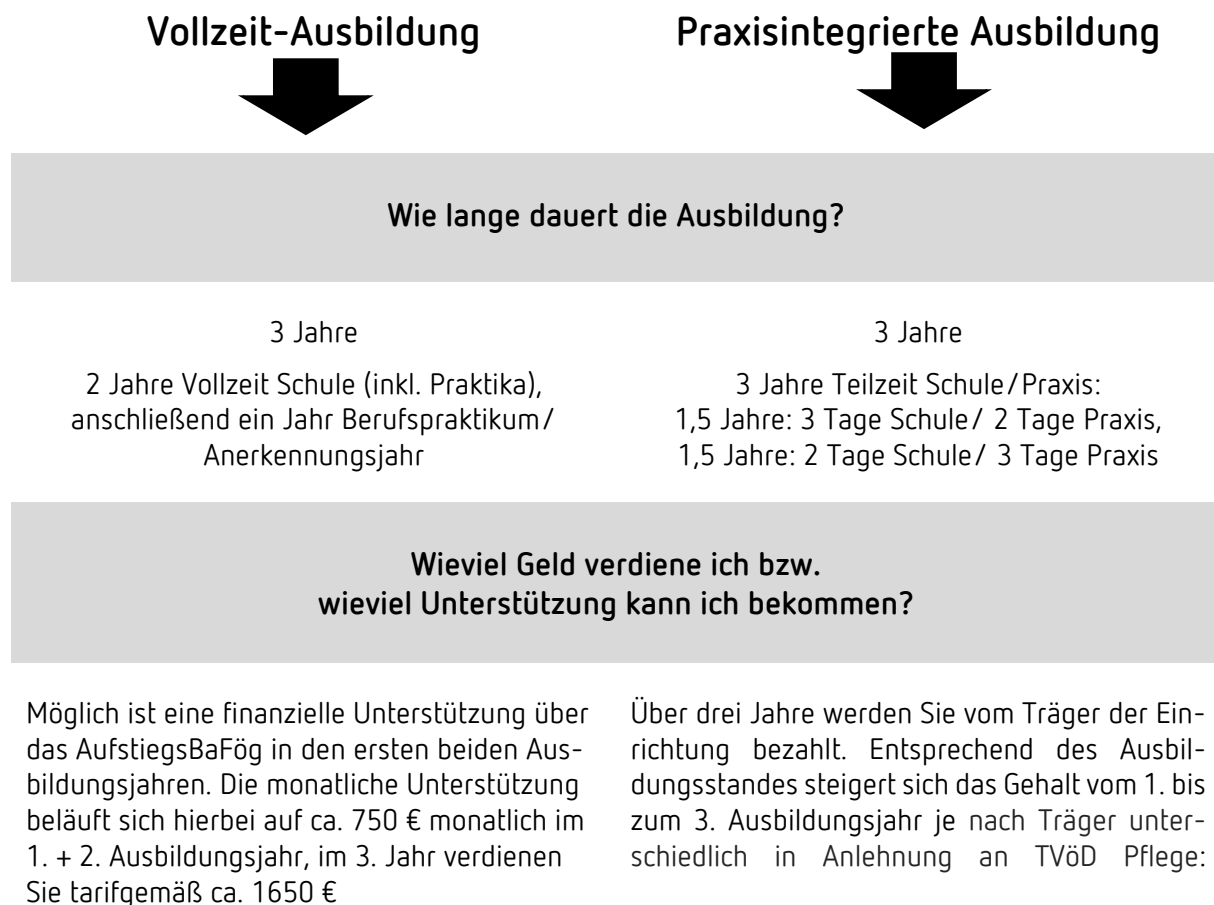 Vollzeit-Ausbildung
Praxisintegrierte Ausbildung
Wie lange dauert die Ausbildung?
3 Jahre
2 Jahre Vollzeit Schule (inkl. Praktika),
anschließend ein Jahr Berufspraktikum/
Anerkennungsjahr
3 Jahre
3 Jahre Teilzeit Schule/Praxis:
1,5 Jahre: 3 Tage Schule/ 2 Tage Praxis,
1,5 Jahre: 2 Tage Schule/ 3 Tage Praxis
Wieviel Geld verdiene ich bzw.
wieviel Unterstützung kann ich bekommen?
Möglich ist eine finanzielle Unterstützung über
das AufstiegsBaFög in den ersten beiden Aus-
bildungsjahren. Die monatliche Unterstützung
beläuft sich hierbei auf ca. 750 € monatlich im
1. + 2. Ausbildungsjahr, im 3. Jahr verdienen
Sie tarifgemäß ca. 1650 €
Über drei Jahre werden Sie vom Träger der Ein-
richtung bezahlt. Entsprechend des Ausbil-
dungsstandes steigert sich das Gehalt vom 1. bis
zum 3. Ausbildungsjahr je nach Träger unter-
schiedlich in Anlehnung an TVöD Pflege: